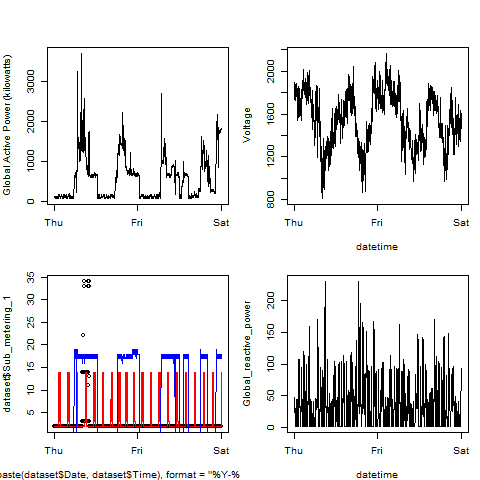 Global Active Power (kilowatts)
0
1000
2000
3000
Thu
Fri
Sat
Voltage
800
1200
1600
2000
Thu
Fri
Sat
datetime
dataset$Sub_metering_1
5
10
15
20
25
30
35
Thu
Fri
Sat
paste(dataset$Date, dataset$Time), format = "%Y-%
Global_reactive_power
0
50
100
150
200
Thu
Fri
Sat
datetime